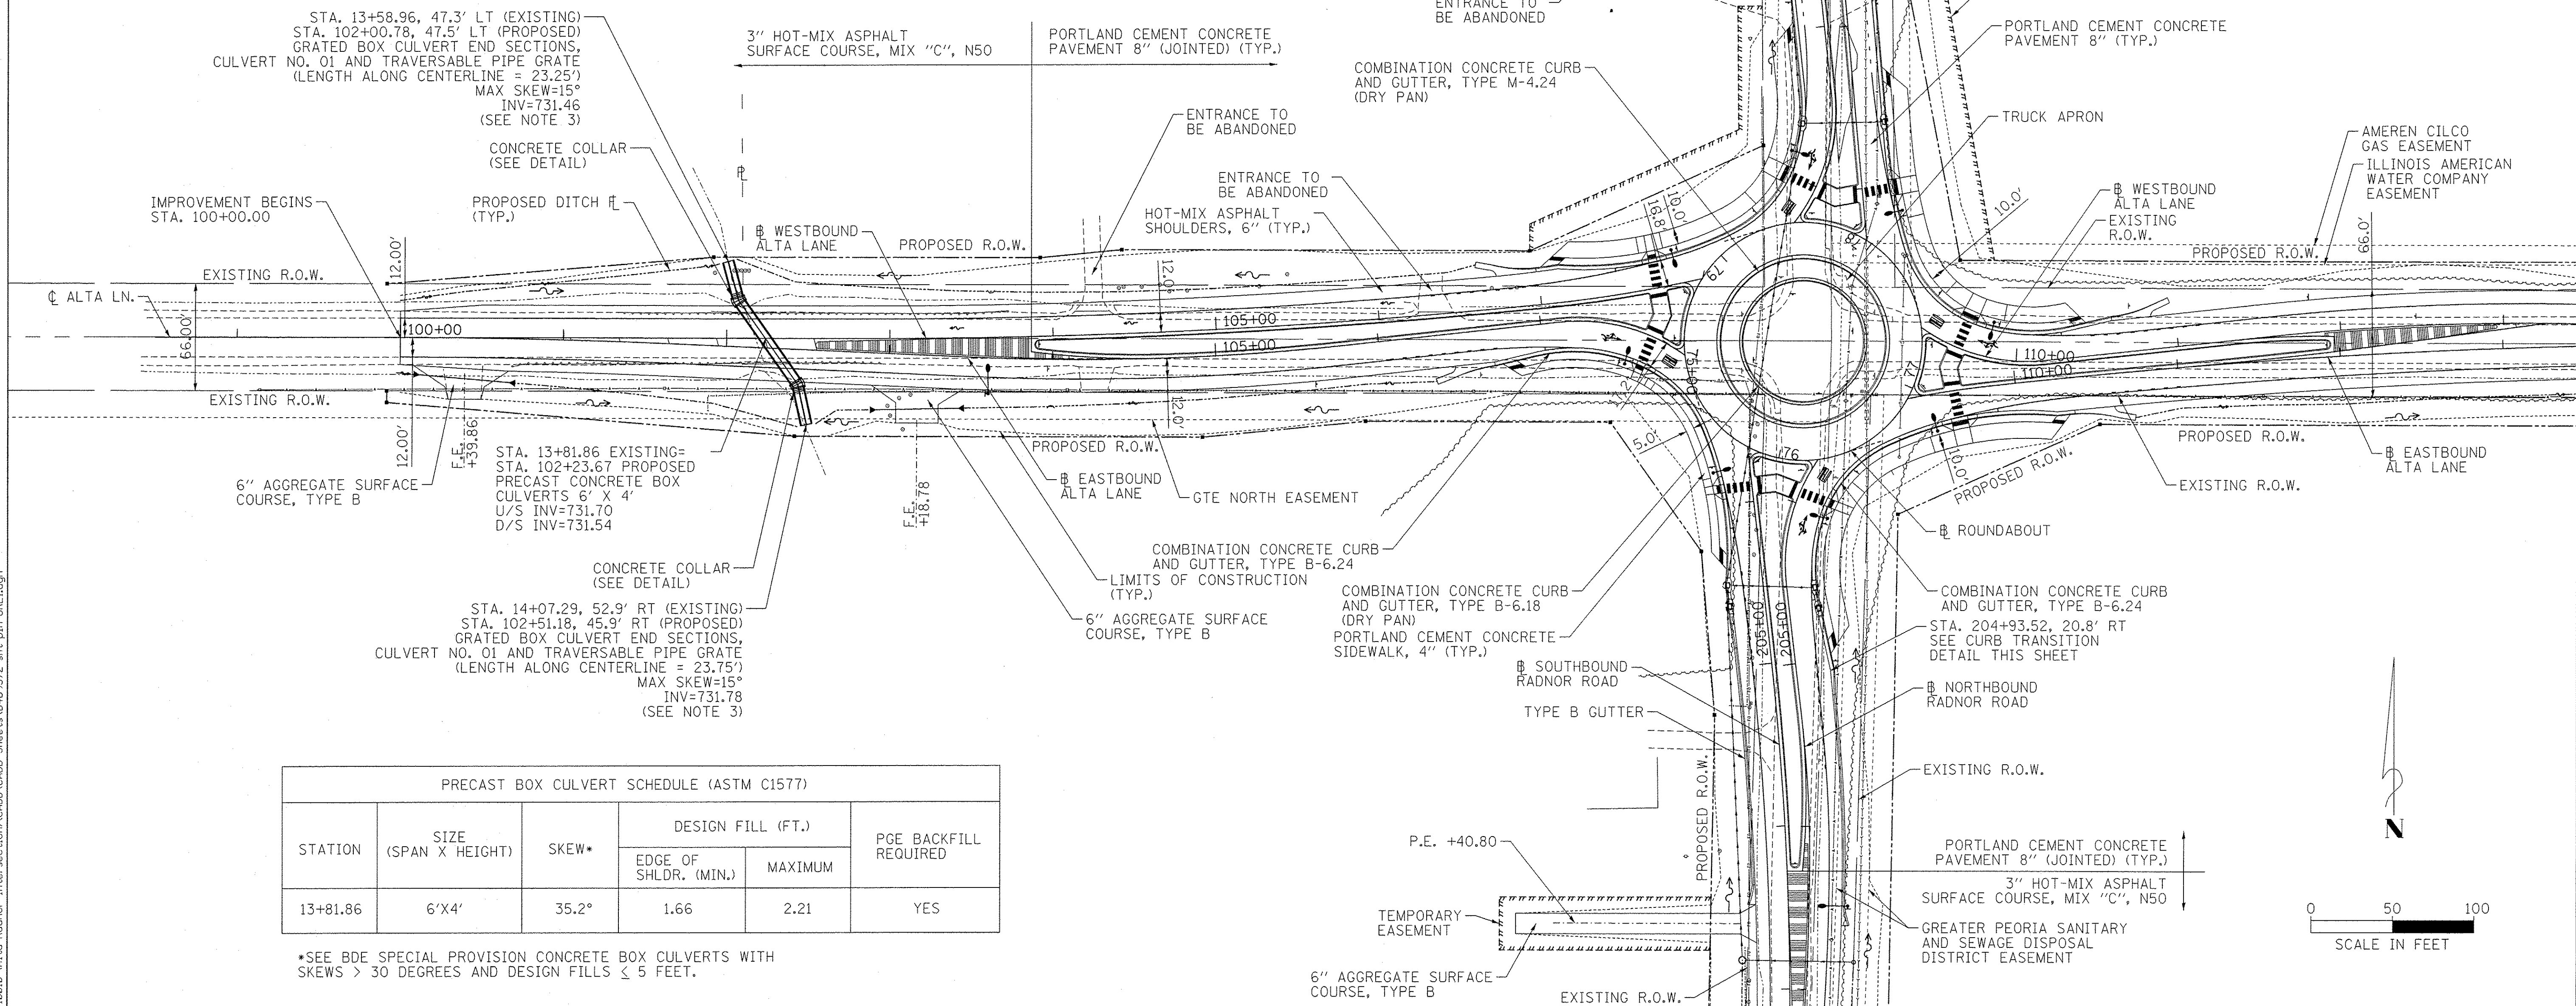 STA. 13+58.96, 47.3' LT (EXISTING)
STA. 102+00.78, 47.5' LT (PROPOSED)
GRATED BOX CULVERT END SECTIONS,
CULVERT NO. 01 AND TRAVERSABLE PIPE GRATE
(LENGTH ALONG CENTERLINE = 23.25')
MAX SKEW=15°
INV=731.46
(SEE NOTE 3)
CONCRETE COLLAR
(SEE DETAIL)
IMPROVEMENT BEGINS
STA. 100+00.00
PROPOSED DITCH ℄
(TYP.)
3" HOT-MIX ASPHALT
SURFACE COURSE, MIX "C", N50
PORTLAND CEMENT CONCRETE
PAVEMENT 8" (JOINTED) (TYP.)
ENTRANCE TO
BE ABANDONED
ENTRANCE TO
BE ABANDONED
ENTRANCE TO
BE ABANDONED
COMBINATION CONCRETE CURB
AND GUTTER, TYPE M-4.24
(DRY PAN)
HOT-MIX ASPHALT
SHOULDERS, 6" (TYP.)
PORTLAND CEMENT CONCRETE
PAVEMENT 8" (TYP.)
TRUCK APRON
AMEREN CILCO
GAS EASEMENT
ILLINOIS AMERICAN
WATER COMPANY
EASEMENT
WESTBOUND
ALTA LANE
EXISTING
R.O.W.
WESTBOUND
ALTA LANE
PROPOSED R.O.W.
PROPOSED R.O.W.
EXISTING R.O.W.
℄ ALTA LN.
66.00'
12.00'
12.00'
100+00
105+00
105+00
12.0'
12.0'
16.8'
10.0'
10.0'
66.0'
110+00
110+00
75+00
76
77
78
79
17.2'
5.0'
10.0'
EXISTING R.O.W.
F.E.
+39.86
F.E.
+18.78
6" AGGREGATE SURFACE
COURSE, TYPE B
STA. 13+81.86 EXISTING=
STA. 102+23.67 PROPOSED
PRECAST CONCRETE BOX
CULVERTS 6' X 4'
U/S INV=731.70
D/S INV=731.54
PROPOSED R.O.W.
EASTBOUND
ALTA LANE
GTE NORTH EASEMENT
PROPOSED R.O.W.
PROPOSED R.O.W.
EXISTING R.O.W.
EASTBOUND
ALTA LANE
ROUNDABOUT
CONCRETE COLLAR
(SEE DETAIL)
STA. 14+07.29, 52.9' RT (EXISTING)
STA. 102+51.18, 45.9' RT (PROPOSED)
GRATED BOX CULVERT END SECTIONS,
CULVERT NO. 01 AND TRAVERSABLE PIPE GRATE
(LENGTH ALONG CENTERLINE = 23.75')
MAX SKEW=15°
INV=731.78
(SEE NOTE 3)
COMBINATION CONCRETE CURB
AND GUTTER, TYPE B-6.24
LIMITS OF CONSTRUCTION
(TYP.)
6" AGGREGATE SURFACE
COURSE, TYPE B
COMBINATION CONCRETE CURB
AND GUTTER, TYPE B-6.18
(DRY PAN)
PORTLAND CEMENT CONCRETE
SIDEWALK, 4" (TYP.)
SOUTHBOUND
RADNOR ROAD
TYPE B GUTTER
205+00
205+00
COMBINATION CONCRETE CURB
AND GUTTER, TYPE B-6.24
STA. 204+93.52, 20.8' RT
SEE CURB TRANSITION
DETAIL THIS SHEET
NORTHBOUND
RADNOR ROAD
EXISTING R.O.W.
PROPOSED R.O.W.
P.E. +40.80
TEMPORARY
EASEMENT
6" AGGREGATE SURFACE
COURSE, TYPE B
EXISTING R.O.W.
PORTLAND CEMENT CONCRETE
PAVEMENT 8" (JOINTED) (TYP.)
3" HOT-MIX ASPHALT
SURFACE COURSE, MIX "C", N50
GREATER PEORIA SANITARY
AND SEWAGE DISPOSAL
DISTRICT EASEMENT
N
0 50 100
SCALE IN FEET
PRECAST BOX CULVERT SCHEDULE (ASTM C1577)
STATION
SIZE
(SPAN X HEIGHT)
SKEW*
DESIGN FILL (FT.)
EDGE OF
SHLDR. (MIN.)
MAXIMUM
PGE BACKFILL
REQUIRED
13+81.86 6'X4' 35.2° 1.66 2.21 YES
*SEE BDE SPECIAL PROVISION CONCRETE BOX CULVERTS WITH
SKEWS > 30 DEGREES AND DESIGN FILLS ≤ 5 FEET.